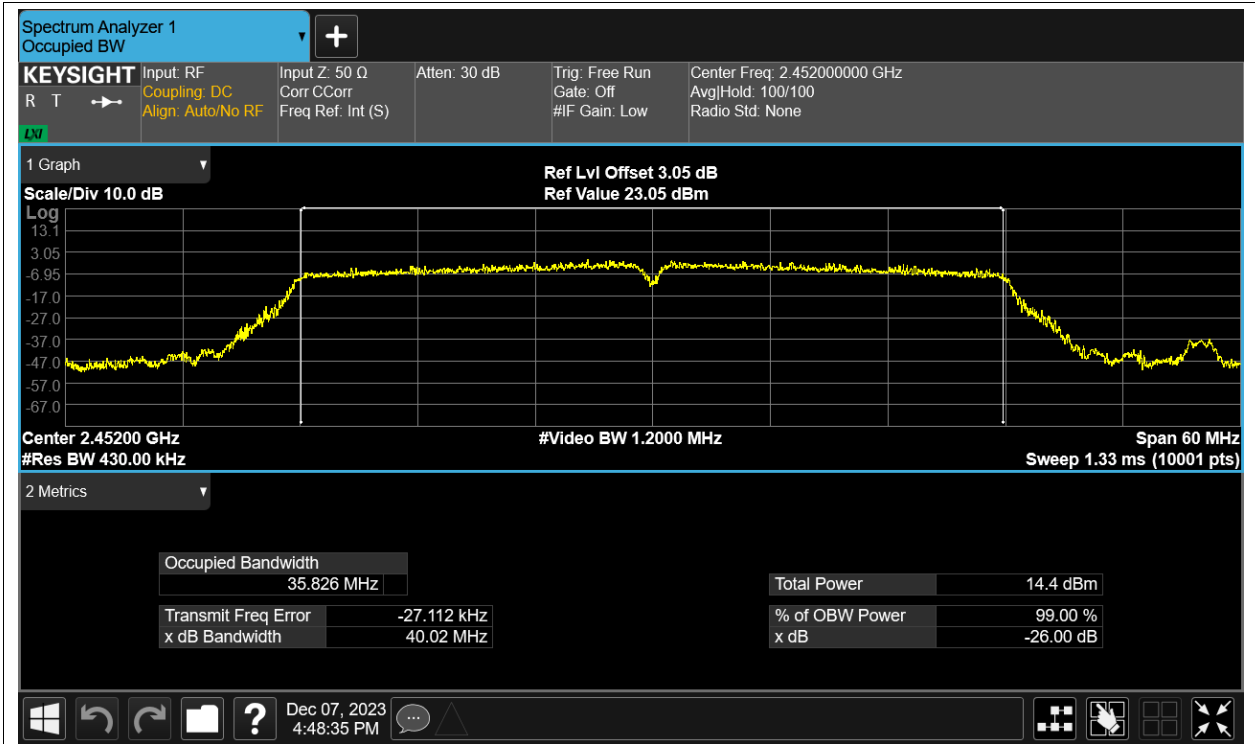 Spectrum Analyzer 1
Occupied BW
KEYSIGHT
R T
LXI
Input: RF
Coupling: DC
Align: Auto/No RF
Input Z: 50 Ω
Corr CCorr
Freq Ref: Int (S)
Atten: 30 dB
Trig: Free Run
Gate: Off
#IF Gain: Low
Center Freq: 2.452000000 GHz
Avg|Hold: 100/100
Radio Std: None
1 Graph
Scale/Div 10.0 dB
Ref Lvl Offset 3.05 dB
Ref Value 23.05 dBm
Log
13.1
3.05
-6.95
-17.0
-27.0
-37.0
-47.0
-57.0
-67.0
Center 2.45200 GHz
#Video BW 1.2000 MHz
Span 60 MHz
#Res BW 430.00 kHz
Sweep 1.33 ms (10001 pts)
2 Metrics
Occupied Bandwidth
35.826 MHz
Transmit Freq Error -27.112 kHz
x dB Bandwidth 40.02 MHz
Total Power 14.4 dBm
% of OBW Power 99.00 %
x dB -26.00 dB
?
Dec 07, 2023
4:48:35 PM